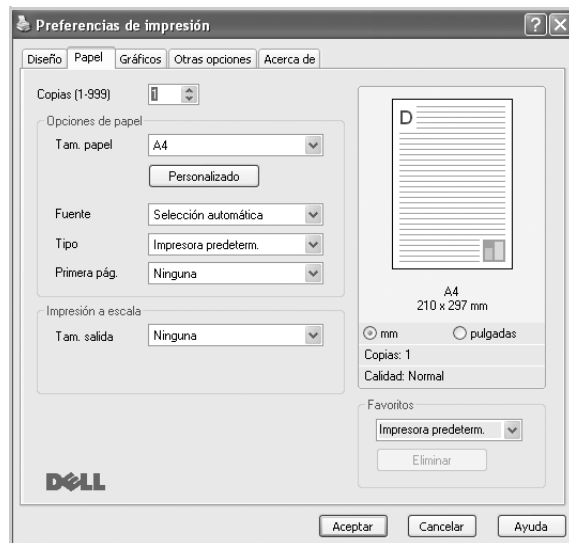 Preferencias de impresión
Diseño Papel Gráficos Otras opciones Acerca de
Copias (1-999) 1
Opciones de papel
Tam. papel A4
Personalizado
Fuente Selección automática
Tipo Impresora predeterm.
Primera pág. Ninguna
Impresión a escala
Tam. salida Ninguna
D
A4
210 x 297 mm
mm pulgadas
Copias: 1
Calidad: Normal
Favoritos
Impresora predeterm.
Eliminar
DELL
Aceptar Cancelar Ayuda